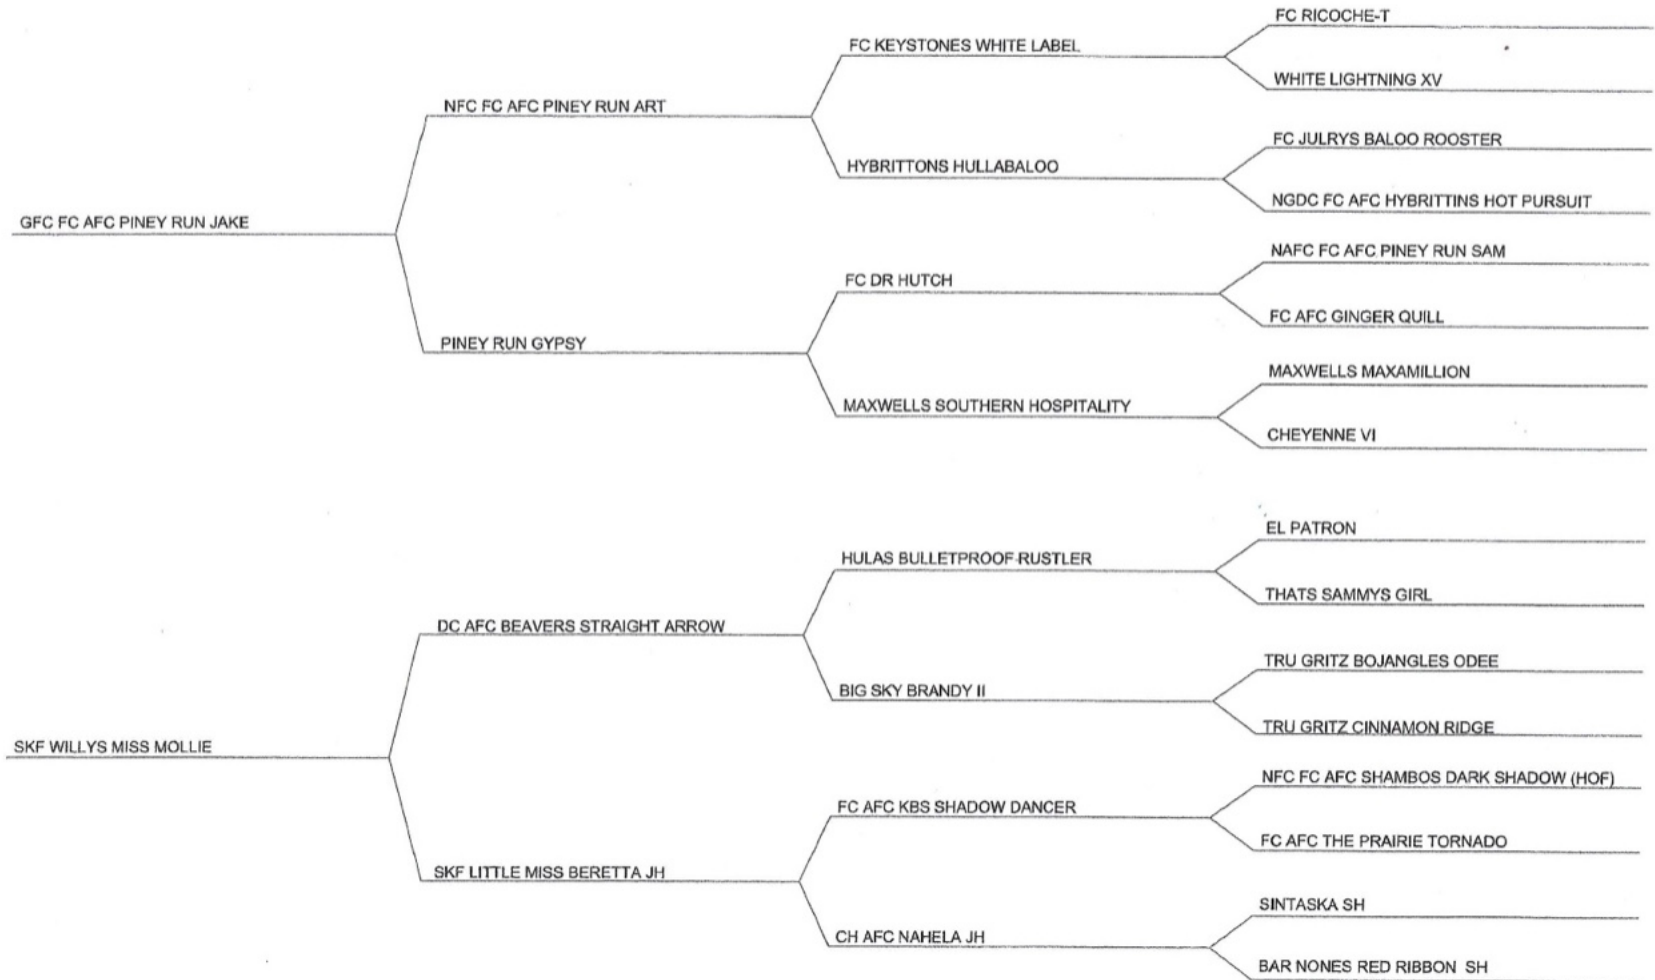 FC RICOCHE-T
FC KEYSTONES WHITE LABEL
WHITE LIGHTNING XV
NFC FC AFC PINEY RUN ART
FC JULRYS BALOO ROOSTER
HYBRITTONS HULLABALOO
NGDC FC AFC HYBRITTINS HOT PURSUIT
GFC FC AFC PINEY RUN JAKE
NAFC FC AFC PINEY RUN SAM
FC DR HUTCH
FC AFC GINGER QUILL
PINEY RUN GYPSY
MAXWELLS MAXAMILLION
MAXWELLS SOUTHERN HOSPITALITY
CHEYENNE VI
EL PATRON
HULAS BULLETPROOF RUSTLER
THATS SAMMYS GIRL
DC AFC BEAVERS STRAIGHT ARROW
TRU GRITZ BOJANGLES ODEE
BIG SKY BRANDY II
TRU GRITZ CINNAMON RIDGE
SKF WILLYS MISS MOLLIE
NFC FC AFC SHAMBOS DARK SHADOW (HOF)
FC AFC KBS SHADOW DANCER
FC AFC THE PRAIRIE TORNADO
SKF LITTLE MISS BERETTA JH
SINTASKA SH
CH AFC NAHELA JH
BAR NONES RED RIBBON SH